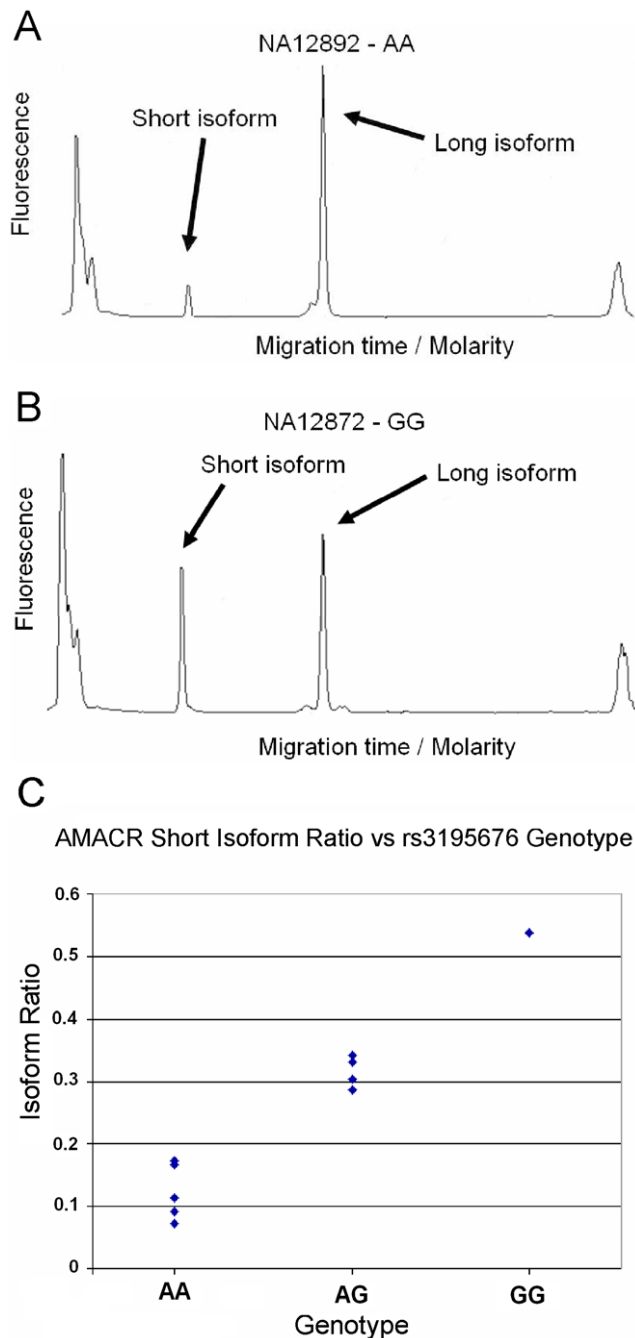 A
NA12892 - AA
Short isoform
Long isoform
Fluorescence
Migration time / Molarity
B
NA12872 - GG
Short isoform
Long isoform
Fluorescence
Migration time / Molarity
C
AMACR Short Isoform Ratio vs rs3195676 Genotype
0.6
0.5
0.4
0.3
0.2
0.1
0
Isoform Ratio
AA AG GG
Genotype